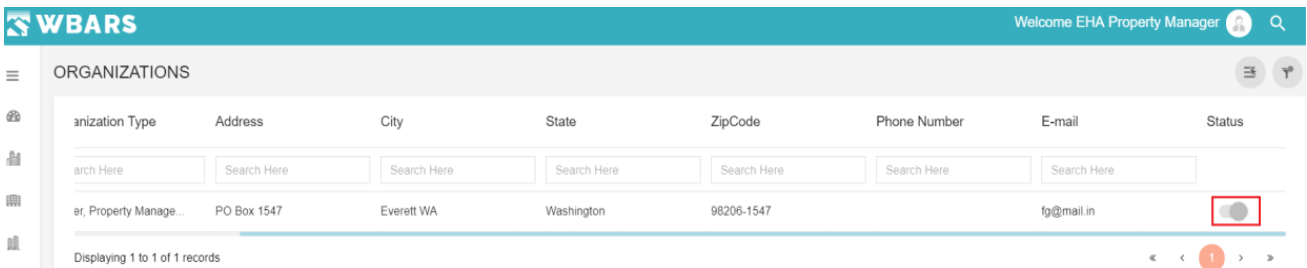 WBARS
Welcome EHA Property Manager
ORGANIZATIONS
anization Type Address City State ZipCode Phone Number E-mail Status
arch Here Search Here Search Here Search Here Search Here Search Here Search Here
er, Property Manage... PO Box 1547 Everett WA Washington 98206-1547 fg@mail.in
Displaying 1 to 1 of 1 records « ‹ 1 › »